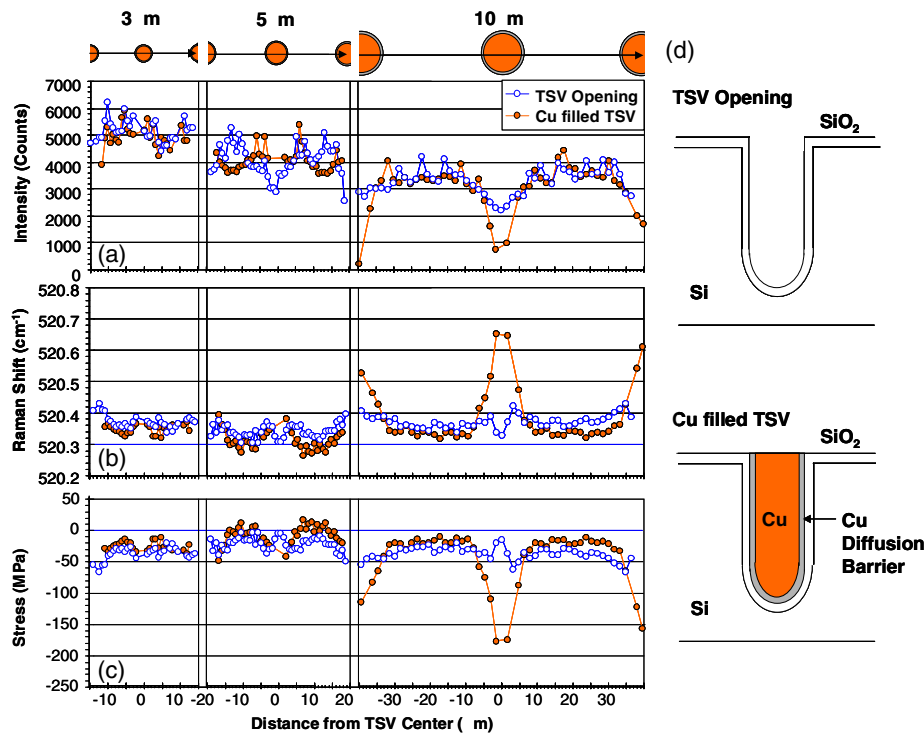 3 m
5 m
10 m
(d)
7000
6000
5000
4000
3000
2000
1000
0
Intensity (Counts)
TSV Opening
Cu filled TSV
(a)
520.8
520.7
520.6
520.5
520.4
520.3
520.2
Raman Shift (cm-1)
(b)
50
0
-50
-100
-150
-200
-250
Stress (MPa)
(c)
-10 0 10 -20
-10 0 10 20
-30 -20 -10 0 10 20 30
Distance from TSV Center ( m)
TSV Opening
SiO2
Si
Cu filled TSV
SiO2
Cu
Cu
Diffusion
Barrier
Si